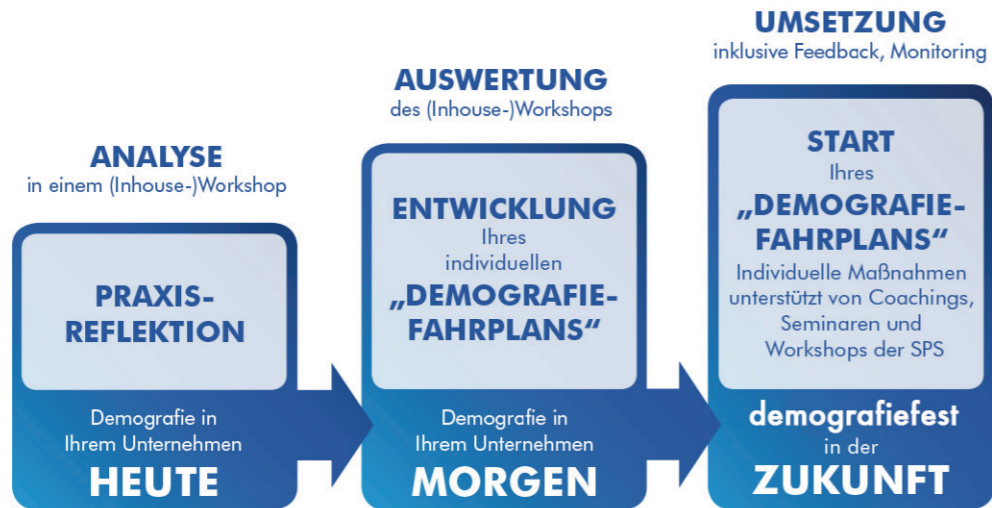 ANALYSE
in einem (Inhouse-)Workshop
PRAXIS-
REFLEKTION
Demografie in
Ihrem Unternehmen
HEUTE
AUSWERTUNG
des (Inhouse-)Workshops
ENTWICKLUNG
Ihres
individuellen
„DEMOGRAFIE-
FAHRPLANS“
Demografie in
Ihrem Unternehmen
MORGEN
UMSETZUNG
inklusive Feedback, Monitoring
START
Ihres
„DEMOGRAFIE-
FAHRPLANS“
Individuelle Maßnahmen
unterstützt von Coachings,
Seminaren und
Workshops der SPS
demografiefest
in der
ZUKUNFT